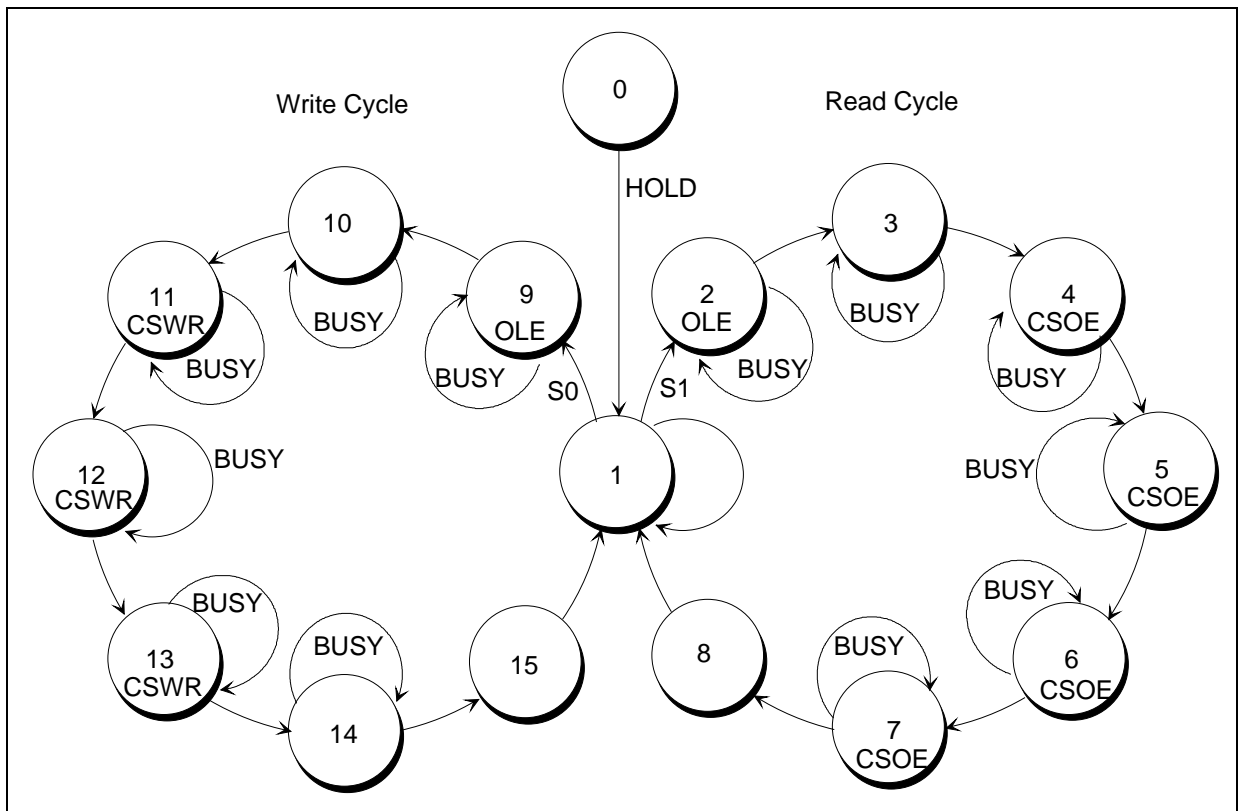 Write Cycle
0
Read Cycle
HOLD
10
BUSY
3
BUSY
11
CSWR
BUSY
9
OLE
BUSY
2
OLE
BUSY
4
CSOE
BUSY
S0
S1
12
CSWR
BUSY
1
BUSY
5
CSOE
13
CSWR
BUSY
14
BUSY
15
8
BUSY
7
CSOE
BUSY
6
CSOE